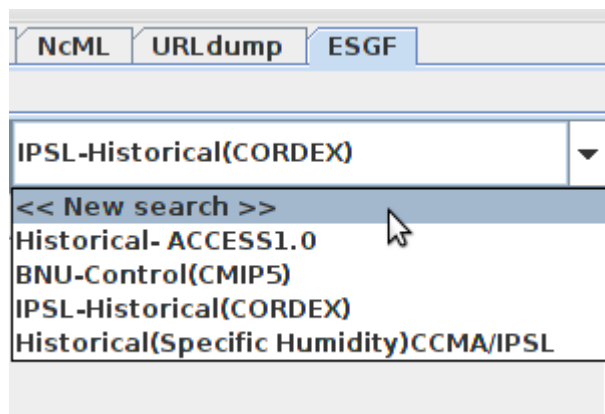 NcML URLdump ESGF
IPSL-Historical(CORDEX)
<< New search >>
Historical- ACCESS1.0
BNU-Control(CMIP5)
IPSL-Historical(CORDEX)
Historical(Specific Humidity)CCMA/IPSL